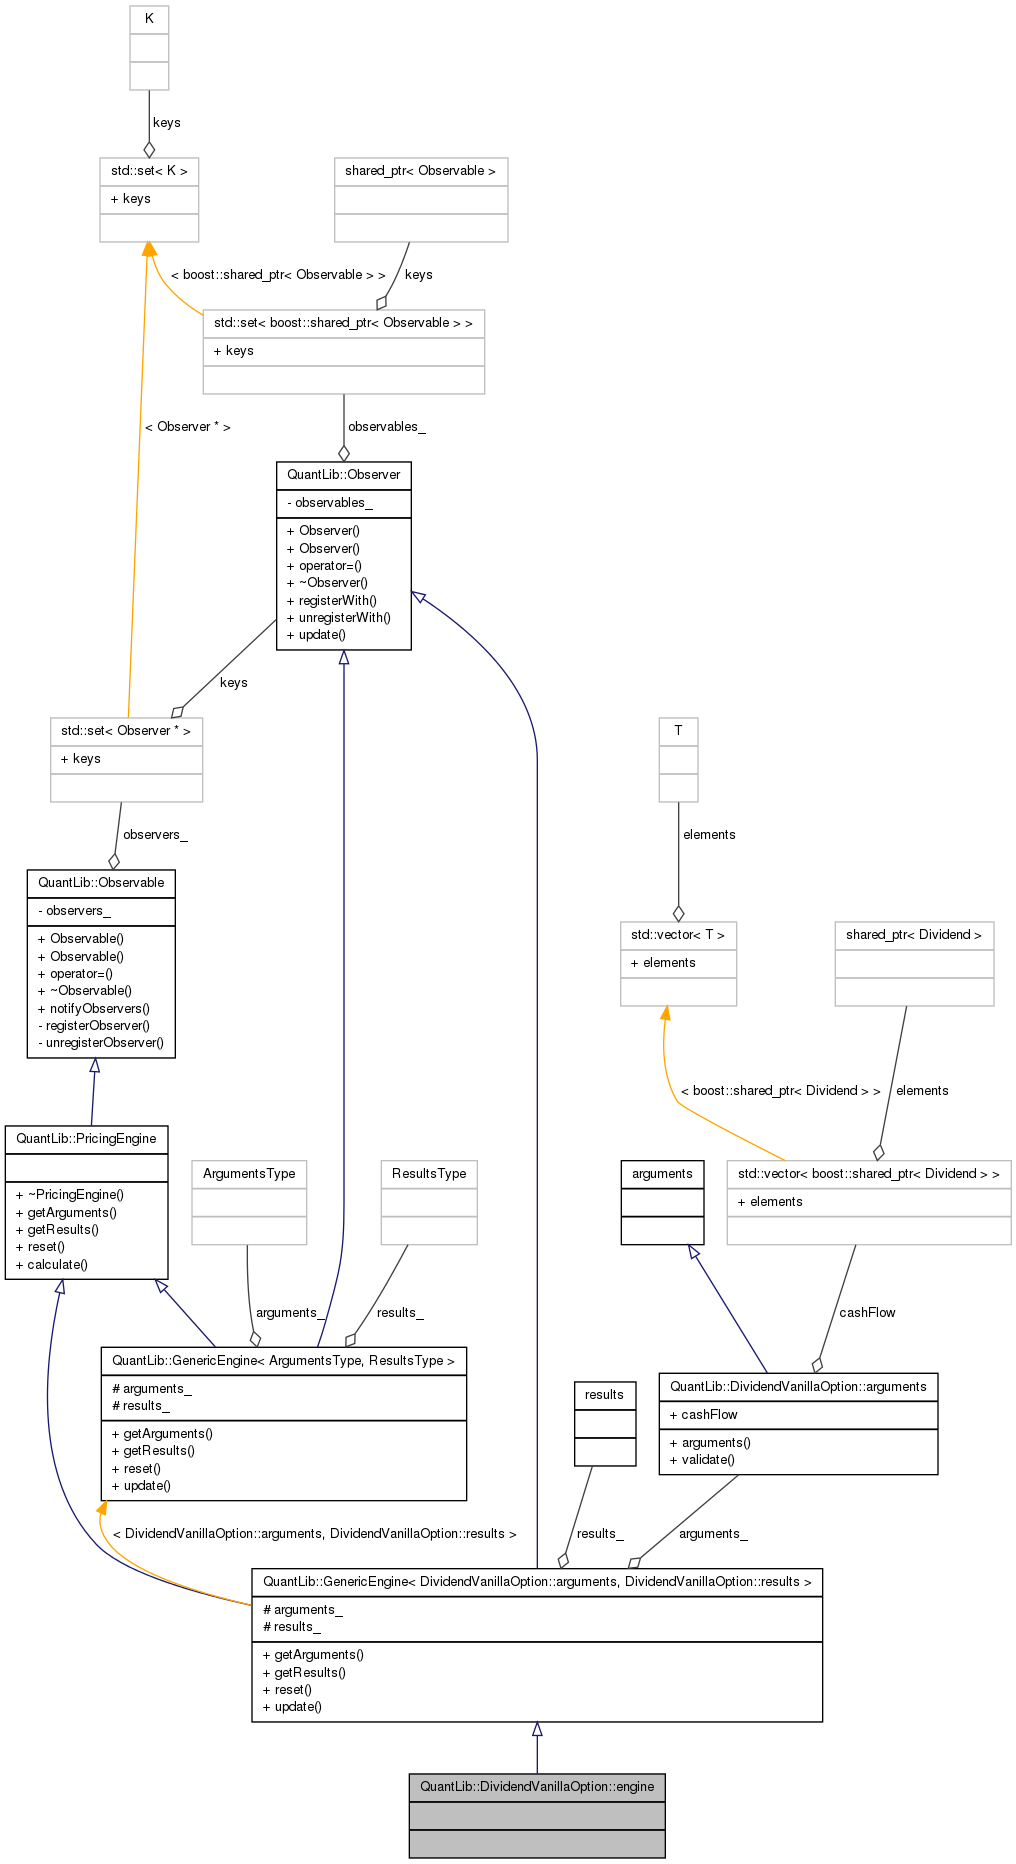 K
keys
std::set< K >
+ keys
shared_ptr< Observable >
< boost::shared_ptr< Observable > >
keys
std::set< boost::shared_ptr< Observable > >
+ keys
< Observer * >
observables_
QuantLib::Observer
- observables_
+ Observer()
+ Observer()
+ operator=()
+ ~Observer()
+ registerWith()
+ unregisterWith()
+ update()
keys
std::set< Observer * >
+ keys
T
observers_
elements
QuantLib::Observable
- observers_
+ Observable()
+ Observable()
+ operator=()
+ ~Observable()
+ notifyObservers()
- registerObserver()
- unregisterObserver()
std::vector< T >
+ elements
shared_ptr< Dividend >
< boost::shared_ptr< Dividend > >
elements
QuantLib::PricingEngine
+ ~PricingEngine()
+ getArguments()
+ getResults()
+ reset()
+ calculate()
ArgumentsType
ResultsType
arguments
std::vector< boost::shared_ptr< Dividend > >
+ elements
arguments_
results_
cashFlow
QuantLib::GenericEngine< ArgumentsType, ResultsType >
# arguments_
# results_
+ getArguments()
+ getResults()
+ reset()
+ update()
results
QuantLib::DividendVanillaOption::arguments
+ cashFlow
+ arguments()
+ validate()
< DividendVanillaOption::arguments, DividendVanillaOption::results >
results_
arguments_
QuantLib::GenericEngine< DividendVanillaOption::arguments, DividendVanillaOption::results >
# arguments_
# results_
+ getArguments()
+ getResults()
+ reset()
+ update()
QuantLib::DividendVanillaOption::engine